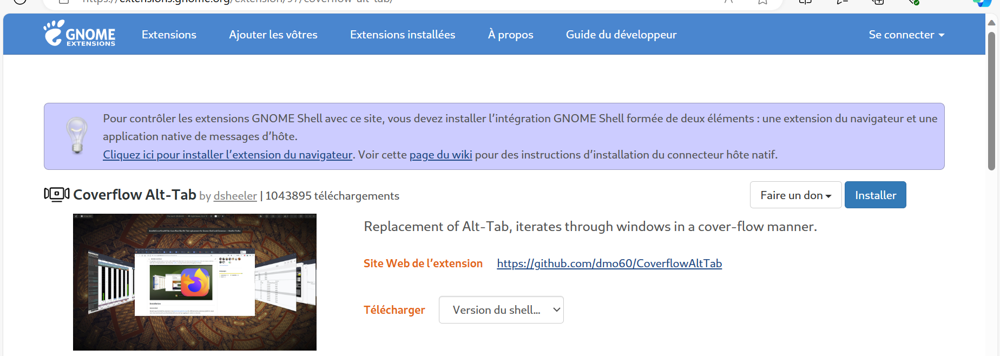 https://extensions.gnome.org/extension/97/coverflow-alt-tab/
GNOME
EXTENSIONS
Extensions
Ajouter les vôtres
Extensions installées
À propos
Guide du développeur
Se connecter
Pour contrôler les extensions GNOME Shell avec ce site, vous devez installer l’intégration GNOME Shell formée de deux éléments : une extension du navigateur et une
application native de messages d’hôte.
Cliquez ici pour installer l’extension du navigateur. Voir cette page du wiki pour des instructions d’installation du connecteur hôte natif.
Coverflow Alt-Tab by dsheeler | 1043895 téléchargements
Faire un don
Installer
Replacement of Alt-Tab, iterates through windows in a cover-flow manner.
Site Web de l’extension https://github.com/dmo60/CoverflowAltTab
Télécharger Version du shell...
Installation